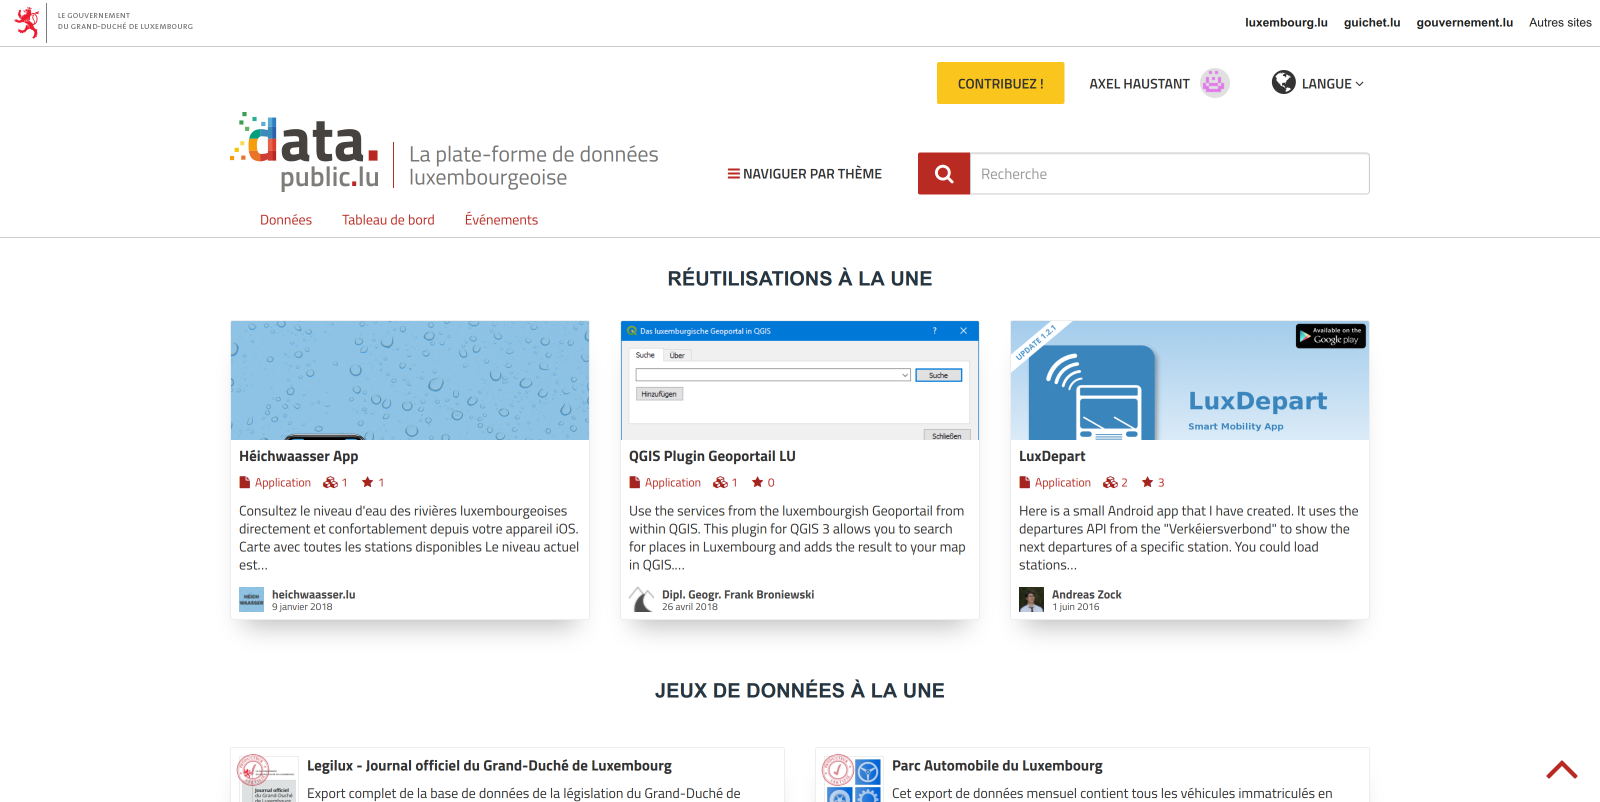 LE GOUVERNEMENT
DU GRAND-DUCHÉ DE LUXEMBOURG
luxembourg.lu guichet.lu gouvernement.lu Autres sites
CONTRIBUEZ ! AXEL HAUSTANT LANGUE
data.
public.lu
La plate-forme de données
luxembourgeoise
NAVIGUER PAR THÈME
Recherche
Données Tableau de bord Événements
RÉUTILISATIONS À LA UNE
Héichwaasser App
Application 1 1
Consultez le niveau d'eau des rivières luxembourgeoises
directement et confortablement depuis votre appareil iOS.
Carte avec toutes les stations disponibles Le niveau actuel
est...
HEICH
WAASSER
heichwaasser.lu
9 janvier 2018
Das luxemburgische Geoportal in QGIS ?
Suche Über
Suche
Hinzufügen
Schließen
QGIS Plugin Geoportail LU
Application 1 0
Use the services from the luxembourgish Geoportail from
within QGIS. This plugin for QGIS 3 allows you to search
for places in Luxembourg and adds the result to your map
in QGIS....
Dipl. Geogr. Frank Broniewski
26 avril 2018
UPDATE 1.2.1
Available on the
Google play
LuxDepart
Smart Mobility App
LuxDepart
Application 2 3
Here is a small Android app that I have created. It uses the
departures API from the "Verkéiersverbond" to show the
next departures of a specific station. You could load
stations...
Andreas Zock
1 juin 2016
JEUX DE DONNÉES À LA UNE
Journal officiel
du Grand-Duché
Legilux - Journal officiel du Grand-Duché de Luxembourg
Export complet de la base de données de la législation du Grand-Duché de
Parc Automobile du Luxembourg
Cet export de données mensuel contient tous les véhicules immatriculés en